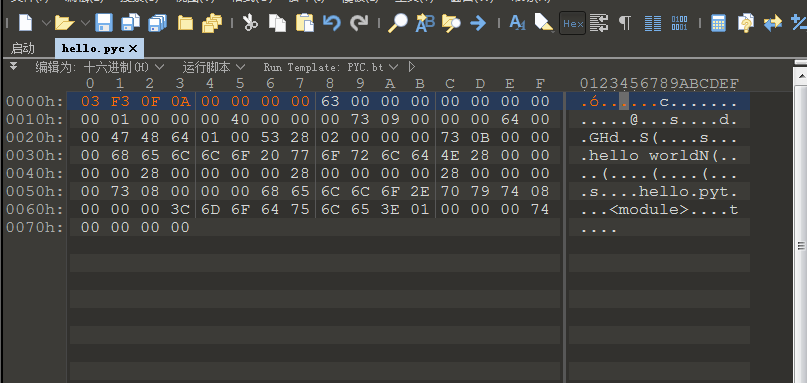 Hex
启动 hello.pyc
编辑为: 十六进制(H) 运行脚本 Run Template: PYC.bt
0 1 2 3 4 5 6 7 8 9 A B C D E F 0123456789ABCDEF
0000h: 03 F3 0F 0A 00 00 00 00 63 00 00 00 00 00 00 00 .ó......c.......
0010h: 00 01 00 00 00 40 00 00 00 73 09 00 00 00 64 00 .....@...s....d.
0020h: 00 47 48 64 01 00 53 28 02 00 00 00 73 0B 00 00 .GHd..S(....s...
0030h: 00 68 65 6C 6C 6F 20 77 6F 72 6C 64 4E 28 00 00 .hello worldN(..
0040h: 00 00 28 00 00 00 00 28 00 00 00 00 28 00 00 00 ..(....(....(...
0050h: 00 73 08 00 00 00 68 65 6C 6C 6F 2E 70 79 74 08 .s....hello.pyt.
0060h: 00 00 00 3C 6D 6F 64 75 6C 65 3E 01 00 00 00 74 ...<module>....t
0070h: 00 00 00 00 ....